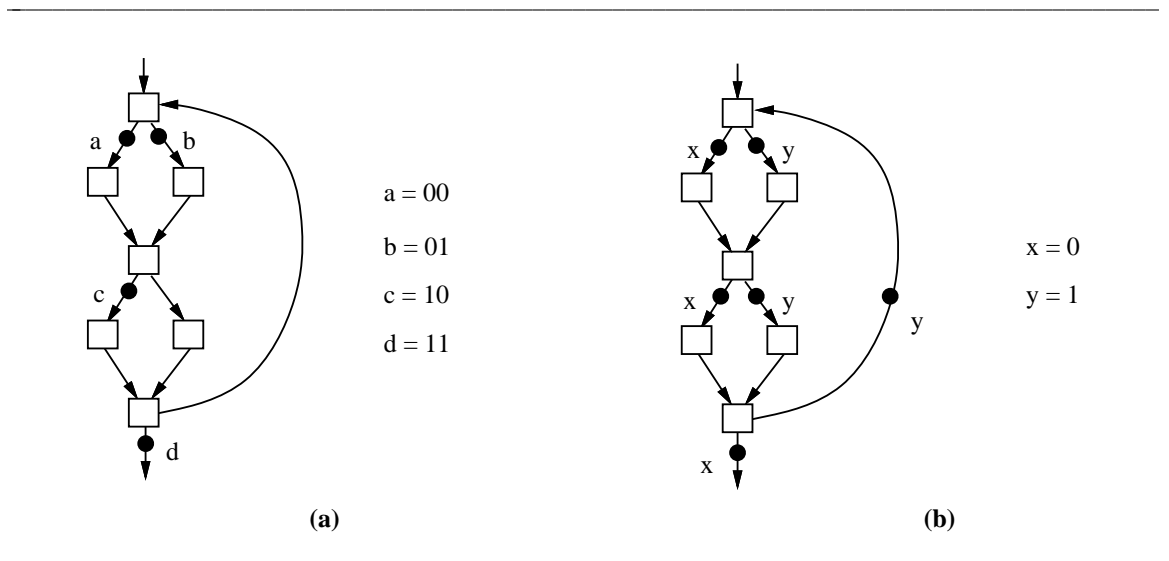 a b
a = 00
b = 01
c
c = 10
d = 11
d
(a)
x y
x y
x = 0
y = 1
y
x
(b)